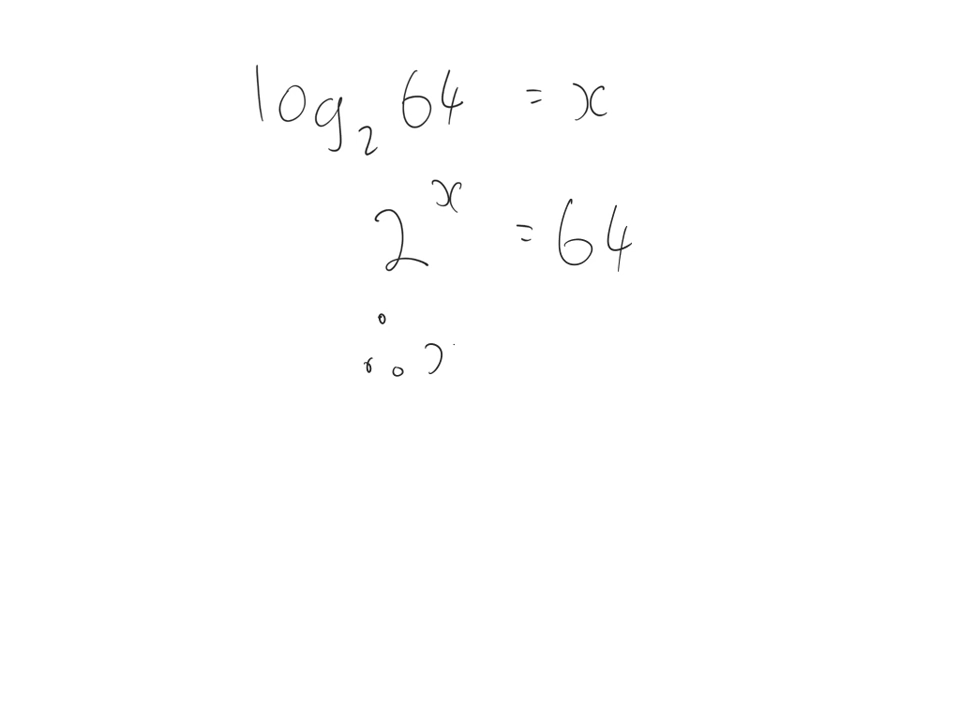 log₂ 64 = x
2ˣ = 64
∴